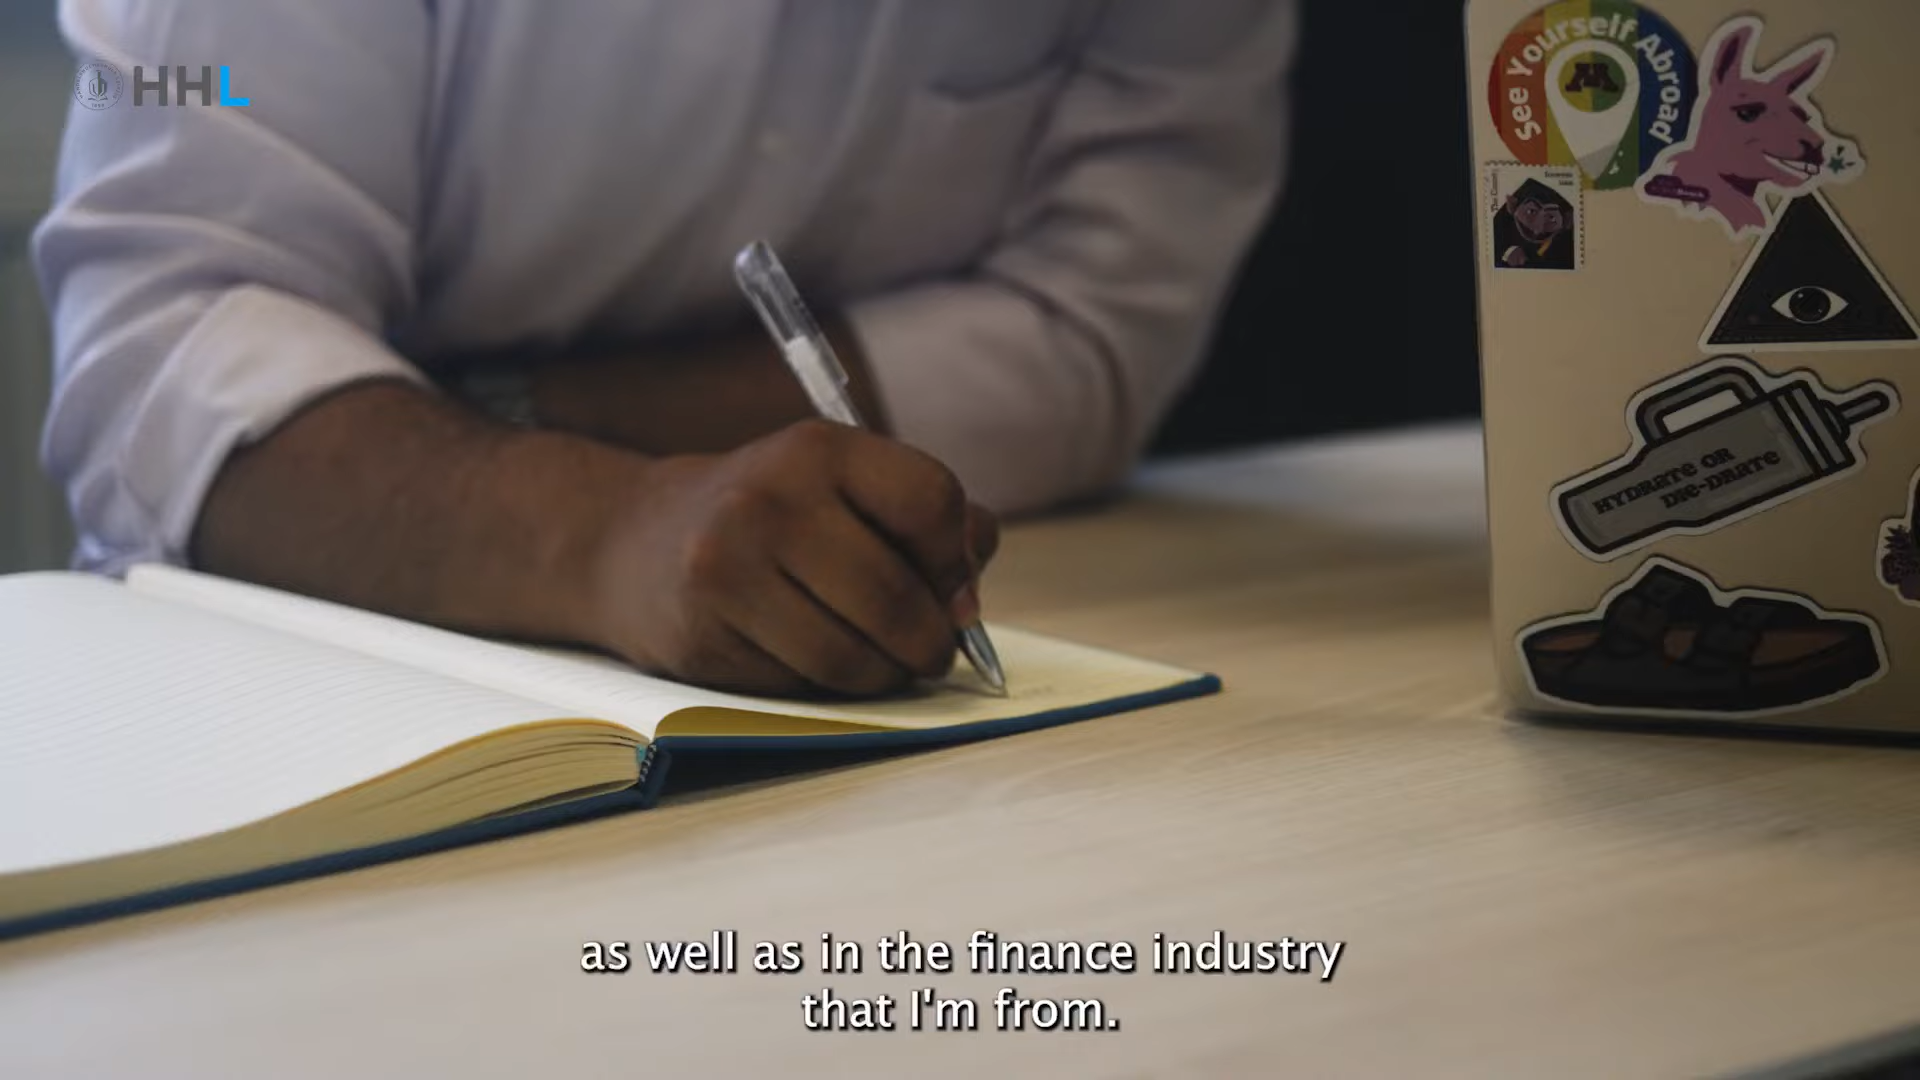 HHL
See Yourself Abroad
M
HYDRATE OR
DIE-DRATE
as well as in the finance industry
that I'm from.